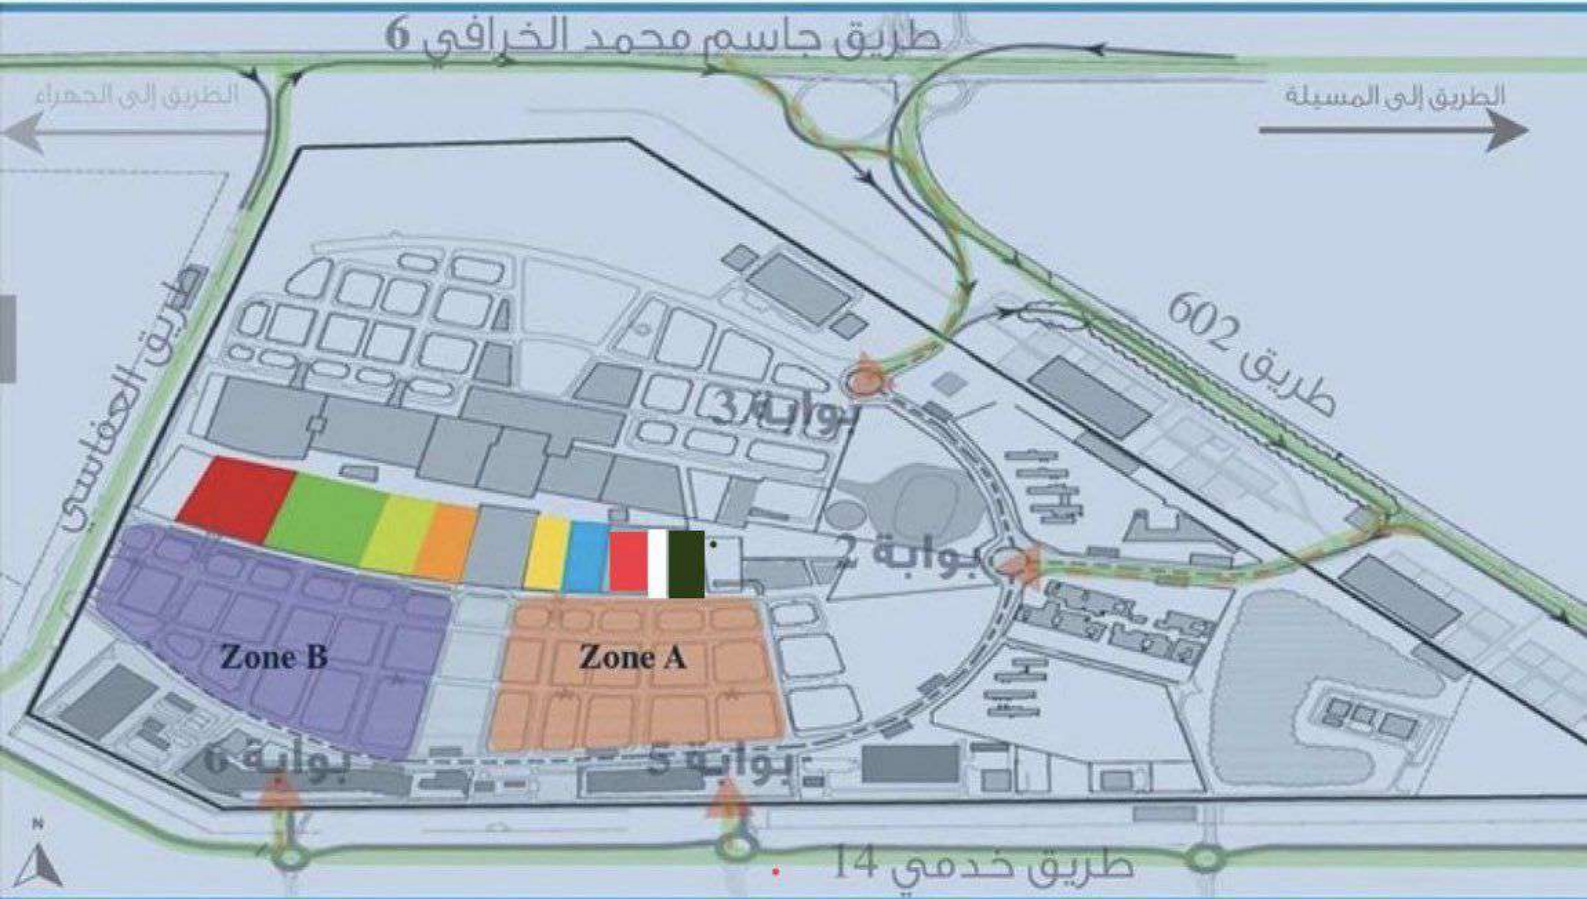 طريق جاسم محمد الخرافي 6
الطريق إلى الجهراء
الطريق إلى المسيلة
طريق العفاسي
طريق 602
بوابة 3
بوابة 2
Zone B
Zone A
بوابة 6
بوابة 5
طريق خدمي 14
N